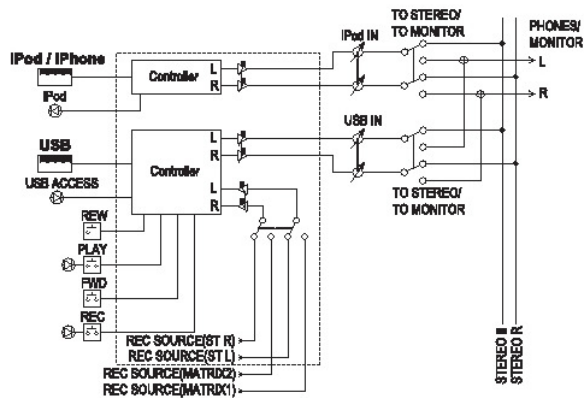 iPod IN
TO STEREO/
TO MONITOR
PHONES/
MONITOR
L
R
iPod / iPhone
iPod
Controller
L
R
USB
USB ACCESS
Controller
L
R
L
R
USB IN
TO STEREO/
TO MONITOR
REW
PLAY
FWD
REC
REC SOURCE(ST R)
REC SOURCE(ST L)
REC SOURCE(MATRIX2)
REC SOURCE(MATRIX1)
STEREO R